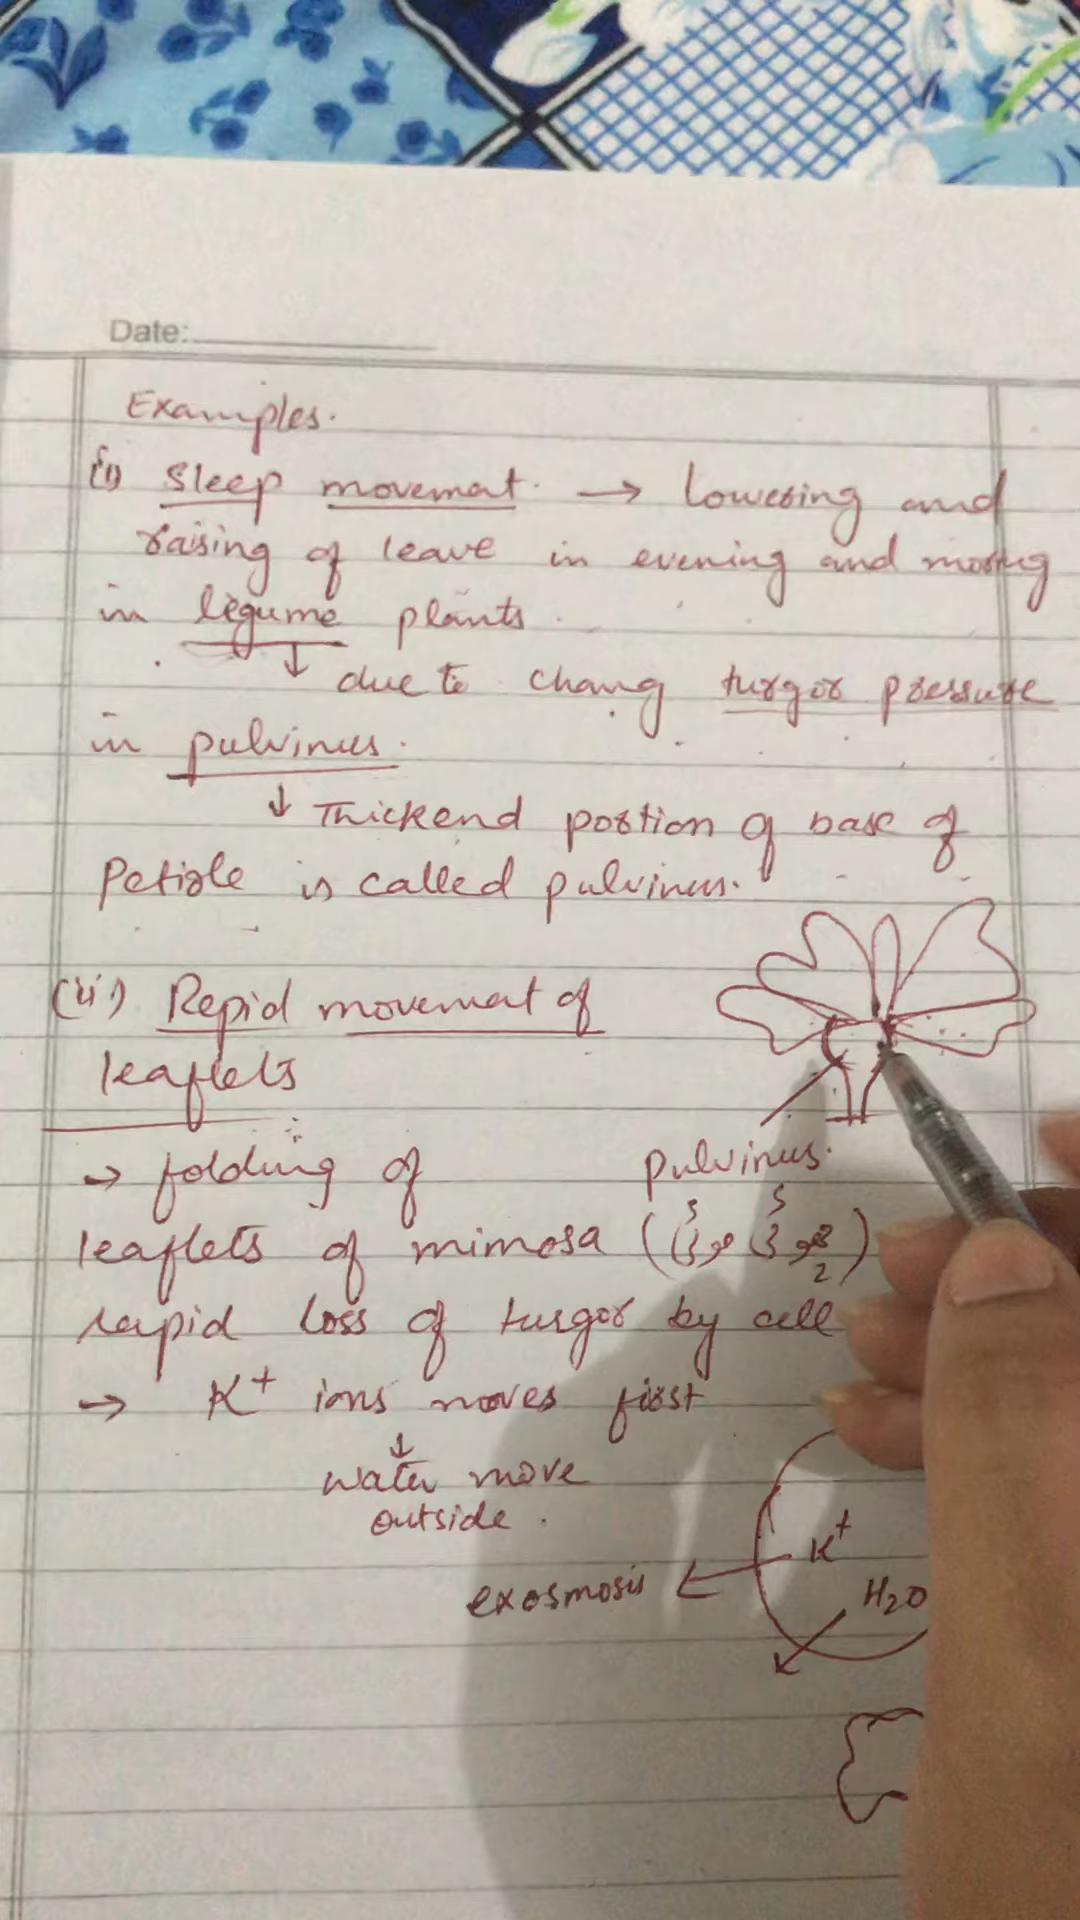 Date:
Examples.
(i) Sleep movement. → Lowering and
raising of leave in evening and morng
in legume plants.
↓ due to chang turgor pressure
in pulvinus.
↓ Thickend portion of base of
Petiole is called pulvinus.
(ii) Repid movement of
leaflets
→ folding of
pulvinus.
leaflets of mimosa (
rapid loss of turgor by cell
→ K+ ions moves first
↓
water move
outside.
K+
exosmosis
H2O